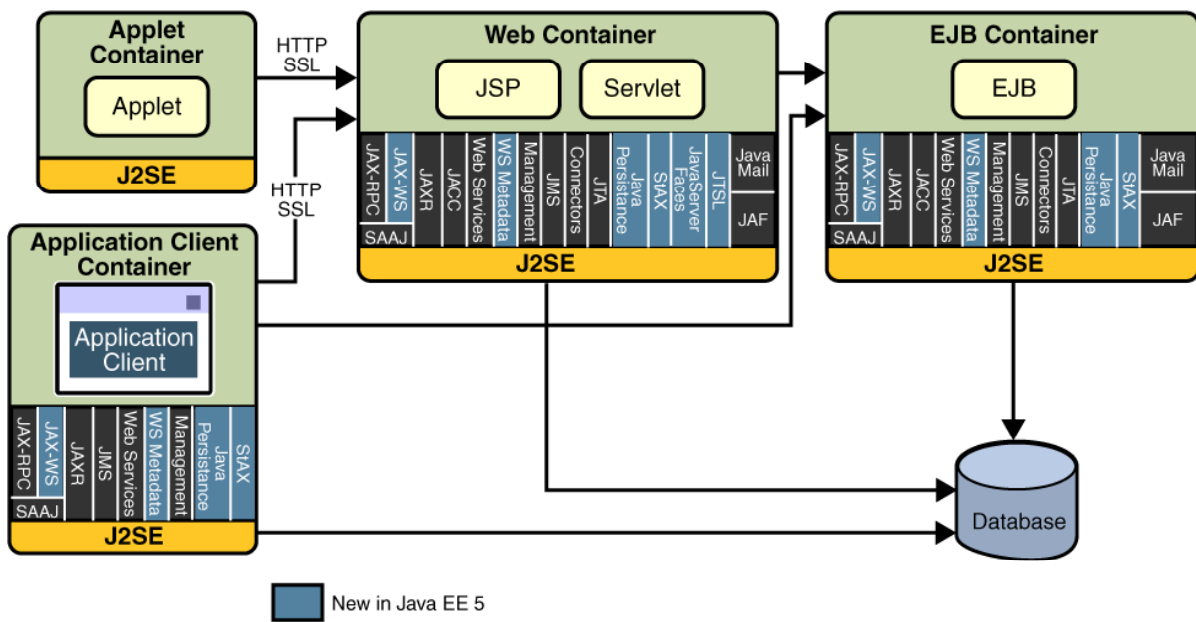 Applet
Container
Applet
J2SE
HTTP
SSL
HTTP
SSL
Web Container
JSP
Servlet
JAX-RPC
JAX-WS
SAAJ
JAXR
JACC
Web Services
WS Metadata
Management
JMS
Connectors
JTA
Java
Persistance
StAX
JavaServer
Faces
JTSL
Java
Mail
JAF
J2SE
EJB Container
EJB
JAX-RPC
JAX-WS
SAAJ
JAXR
JACC
Web Services
WS Metadata
Management
JMS
Connectors
JTA
Java
Persistance
StAX
Java
Mail
JAF
J2SE
Application Client
Container
Application
Client
JAX-RPC
JAX-WS
SAAJ
JAXR
JMS
Web Services
WS Metadata
Management
Java
Persistance
StAX
J2SE
Database
New in Java EE 5